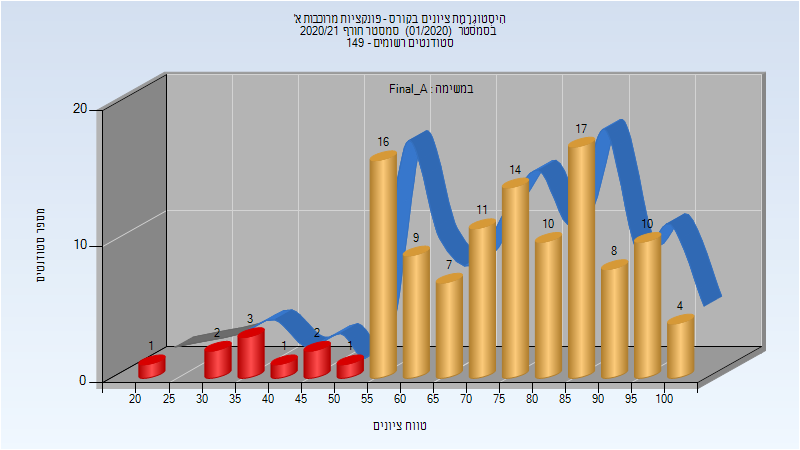 היסטוגרמת ציונים בקורס - פונקציות מרוכבות א'
בסמסטר (01/2020) סמסטר חורף 2020/21
סטודנטים רשומים - 149
במשימה : Final_A
מספר סטודנטים
20
10
0
1
2
3
1
2
1
16
9
7
11
14
10
17
8
10
4
20 25 30 35 40 45 50 55 60 65 70 75 80 85 90 95 100
טווח ציונים